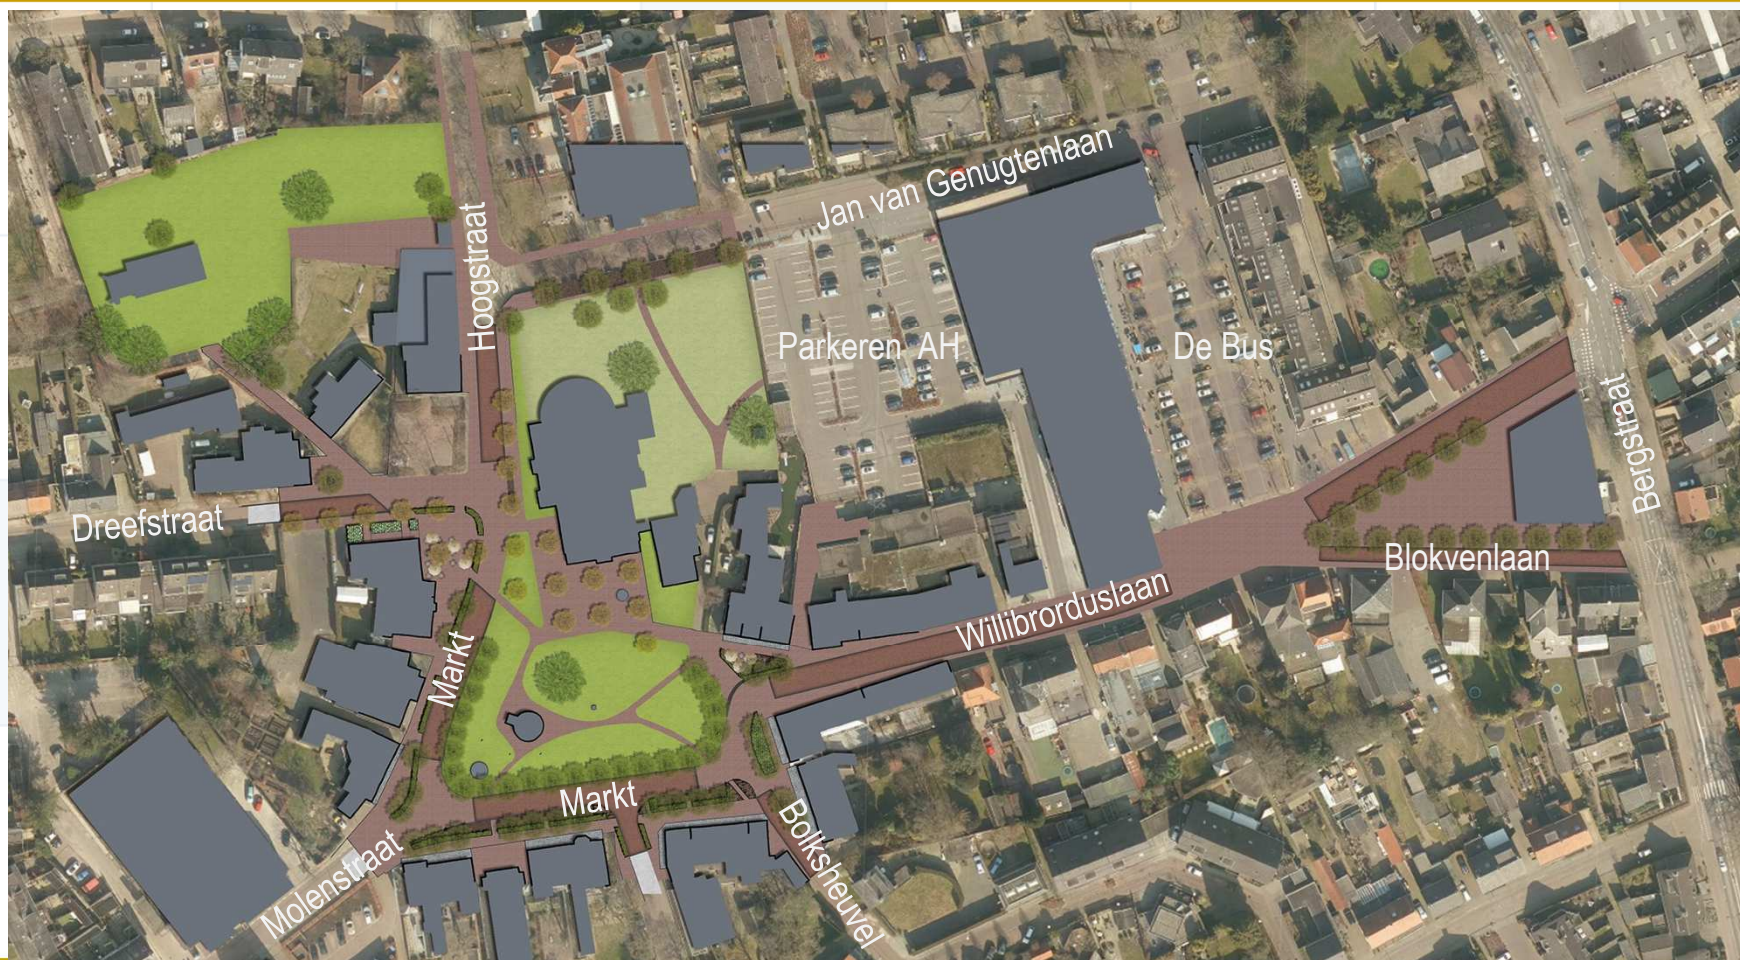 Jan van Genugtenlaan
Hoogstraat
Parkeren AH
De Bus
Bergstraat
Dreefstraat
Blokvenlaan
Willibrorduslaan
Markt
Markt
Molenstraat
Bolksheuvel